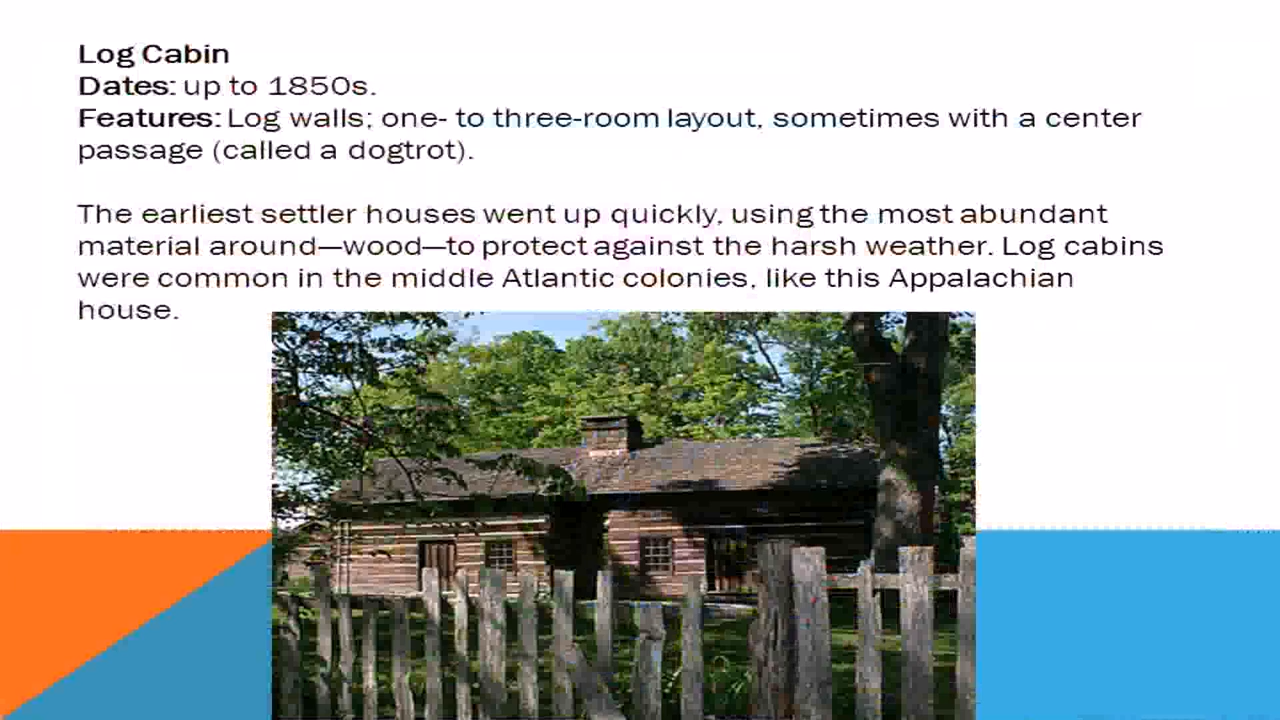 Log Cabin
Dates: up to 1850s.
Features: Log walls; one- to three-room layout, sometimes with a center
passage (called a dogtrot).
The earliest settler houses went up quickly, using the most abundant
material around—wood—to protect against the harsh weather. Log cabins
were common in the middle Atlantic colonies, like this Appalachian
house.